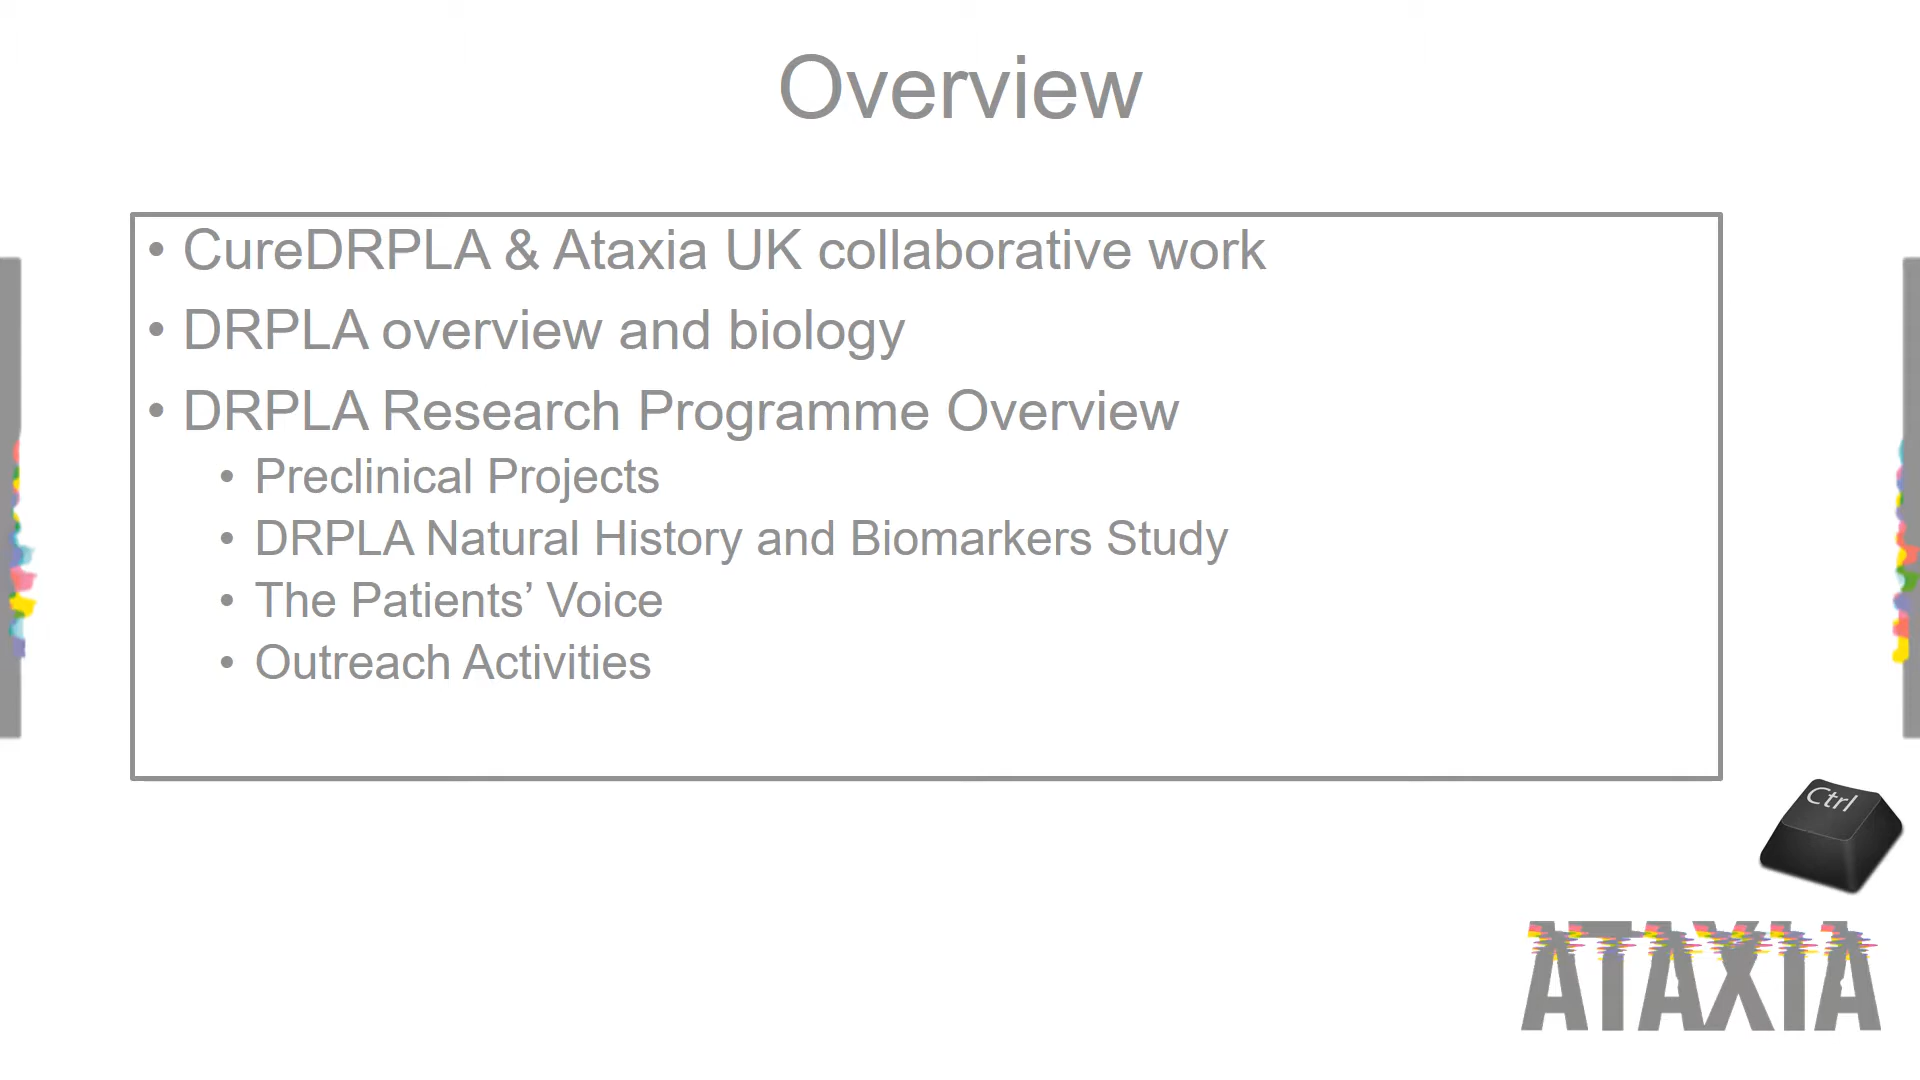 Overview
• CureDRPLA & Ataxia UK collaborative work
• DRPLA overview and biology
• DRPLA Research Programme Overview
• Preclinical Projects
• DRPLA Natural History and Biomarkers Study
• The Patients’ Voice
• Outreach Activities
Ctrl
ATAXIA